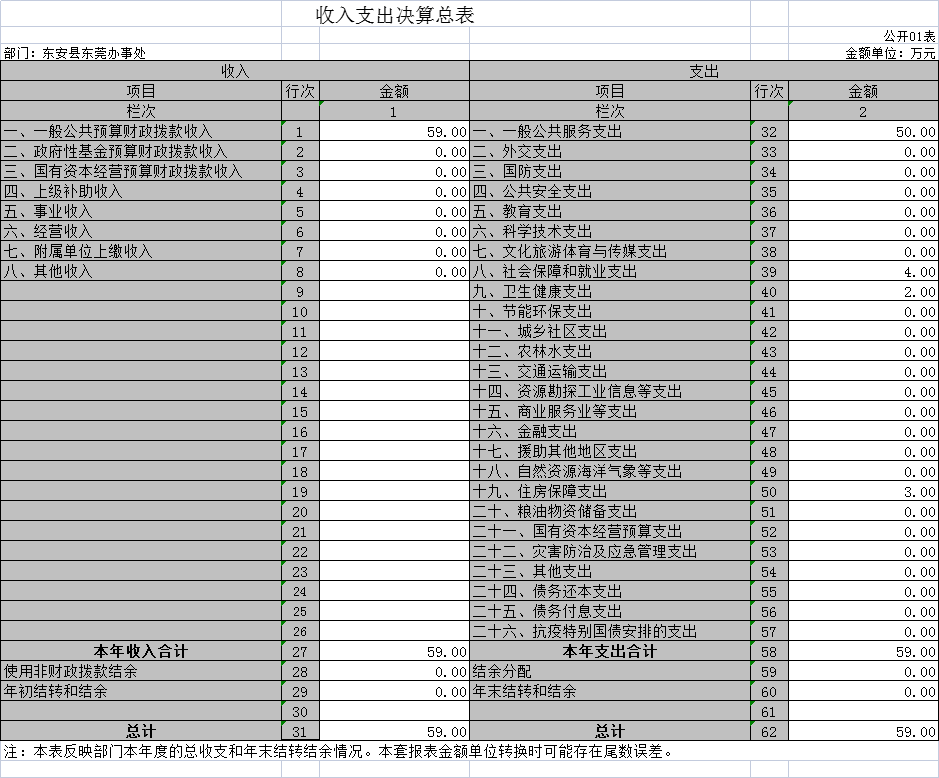 收入支出决算总表
公开01表
部门：东安县东莞办事处 金额单位：万元
收入 支出
项目 行次 金额 项目 行次 金额
栏次 1 栏次 2
一、一般公共预算财政拨款收入 1 59.00 一、一般公共服务支出 32 50.00
二、政府性基金预算财政拨款收入 2 0.00 二、外交支出 33 0.00
三、国有资本经营预算财政拨款收入 3 0.00 三、国防支出 34 0.00
四、上级补助收入 4 0.00 四、公共安全支出 35 0.00
五、事业收入 5 0.00 五、教育支出 36 0.00
六、经营收入 6 0.00 六、科学技术支出 37 0.00
七、附属单位上缴收入 7 0.00 七、文化旅游体育与传媒支出 38 0.00
八、其他收入 8 0.00 八、社会保障和就业支出 39 4.00
9 九、卫生健康支出 40 2.00
10 十、节能环保支出 41 0.00
11 十一、城乡社区支出 42 0.00
12 十二、农林水支出 43 0.00
13 十三、交通运输支出 44 0.00
14 十四、资源勘探工业信息等支出 45 0.00
15 十五、商业服务业等支出 46 0.00
16 十六、金融支出 47 0.00
17 十七、援助其他地区支出 48 0.00
18 十八、自然资源海洋气象等支出 49 0.00
19 十九、住房保障支出 50 3.00
20 二十、粮油物资储备支出 51 0.00
21 二十一、国有资本经营预算支出 52 0.00
22 二十二、灾害防治及应急管理支出 53 0.00
23 二十三、其他支出 54 0.00
24 二十四、债务还本支出 55 0.00
25 二十五、债务付息支出 56 0.00
26 二十六、抗疫特别国债安排的支出 57 0.00
本年收入合计 27 59.00 本年支出合计 58 59.00
使用非财政拨款结余 28 0.00 结余分配 59 0.00
年初结转和结余 29 0.00 年末结转和结余 60 0.00
30 61
总计 31 59.00 总计 62 59.00
注：本表反映部门本年度的总收支和年末结转结余情况。本套报表金额单位转换时可能存在尾数误差。